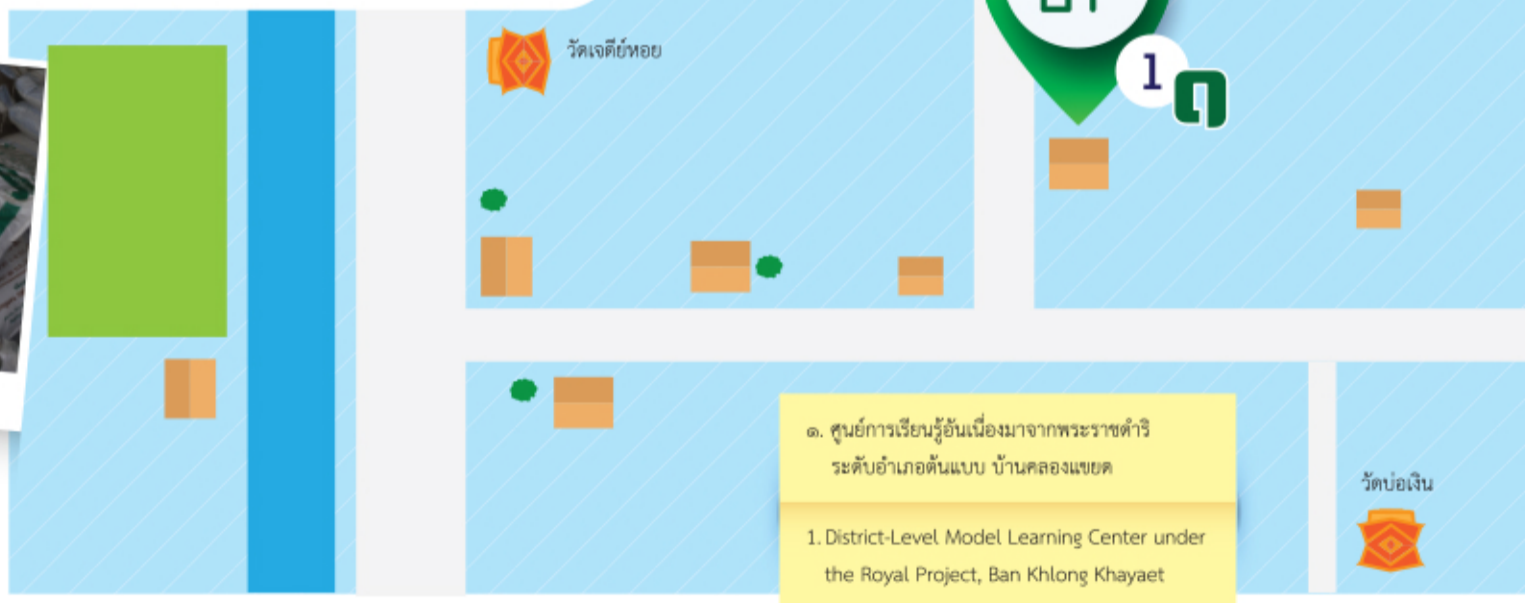 วัดเจดีย์หอย
1
๑. ศูนย์การเรียนรู้อันเนื่องมาจากพระราชดำริ
ระดับอำเภอต้นแบบ บ้านคลองแขยด
วัดบ่อเงิน
1. District-Level Model Learning Center under
the Royal Project, Ban Khlong Khayaet